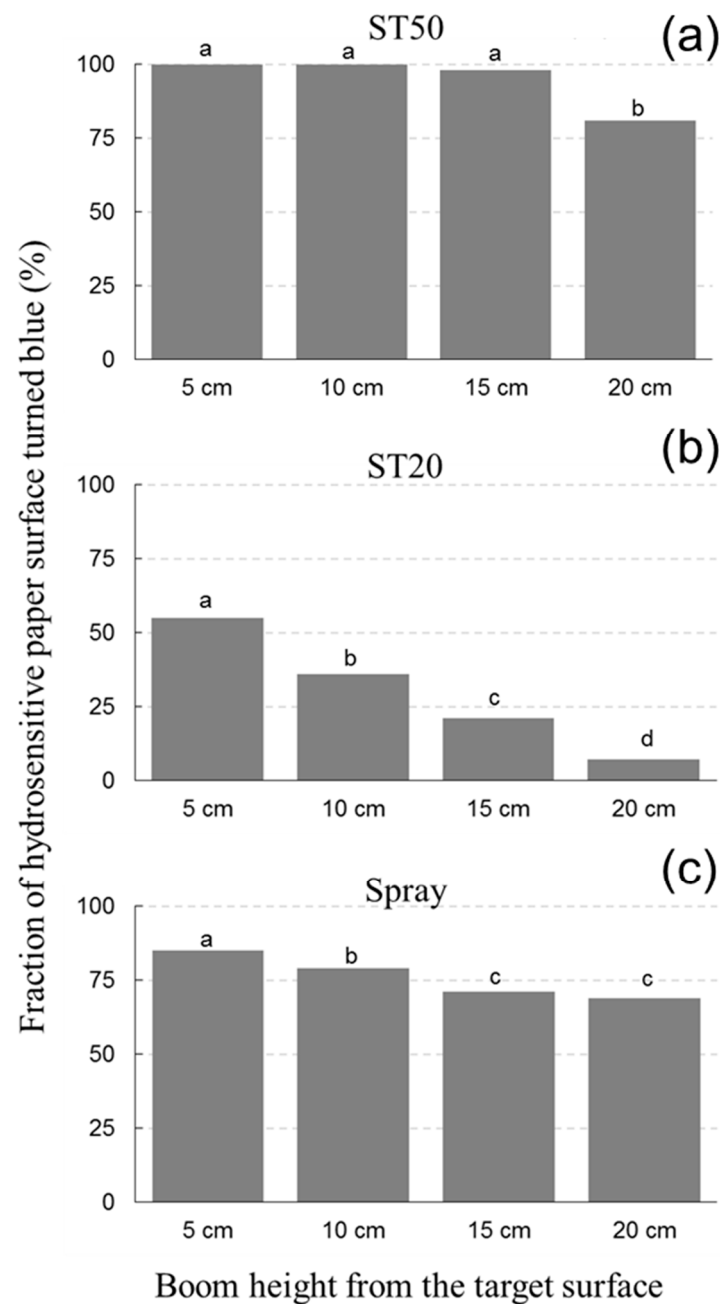 Fraction of hydrosensitive paper surface turned blue (%)
ST50
(a)
100
75
50
25
0
a
a
a
b
5 cm
10 cm
15 cm
20 cm
ST20
(b)
100
75
50
25
0
a
b
c
d
5 cm
10 cm
15 cm
20 cm
Spray
(c)
100
75
50
25
0
a
b
c
c
5 cm
10 cm
15 cm
20 cm
Boom height from the target surface